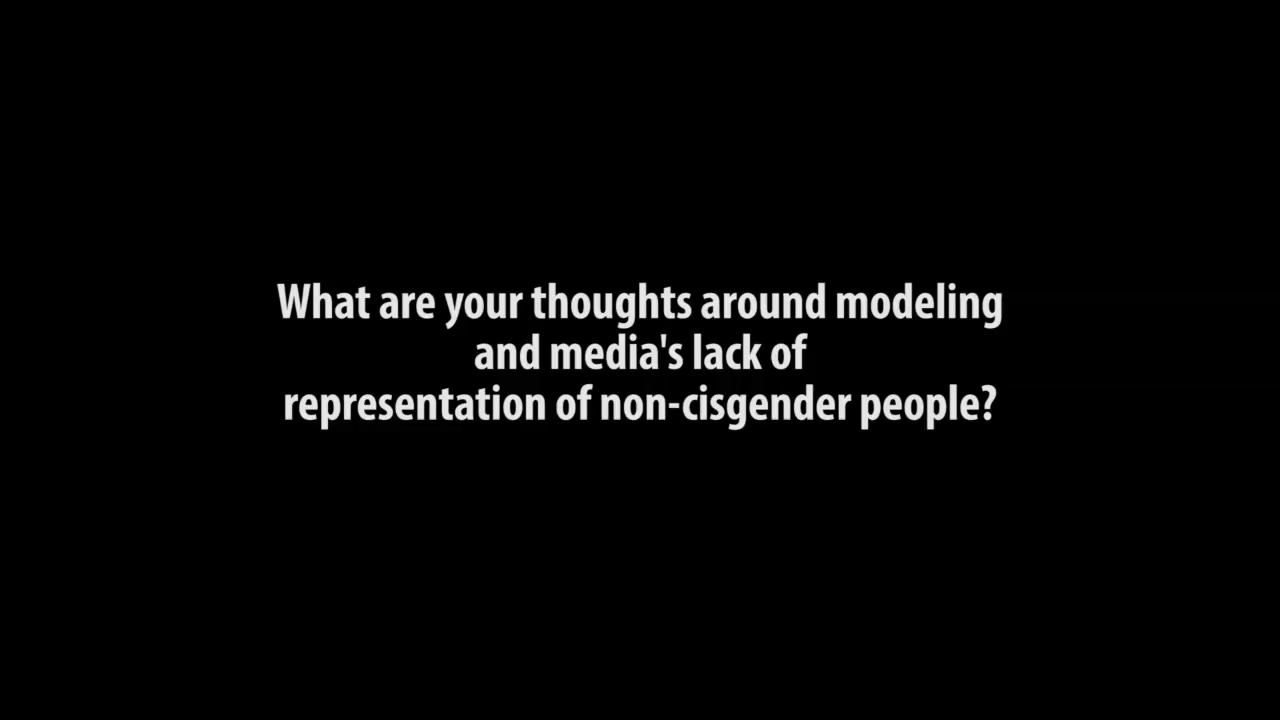 What are your thoughts around modeling
and media's lack of
representation of non-cisgender people?